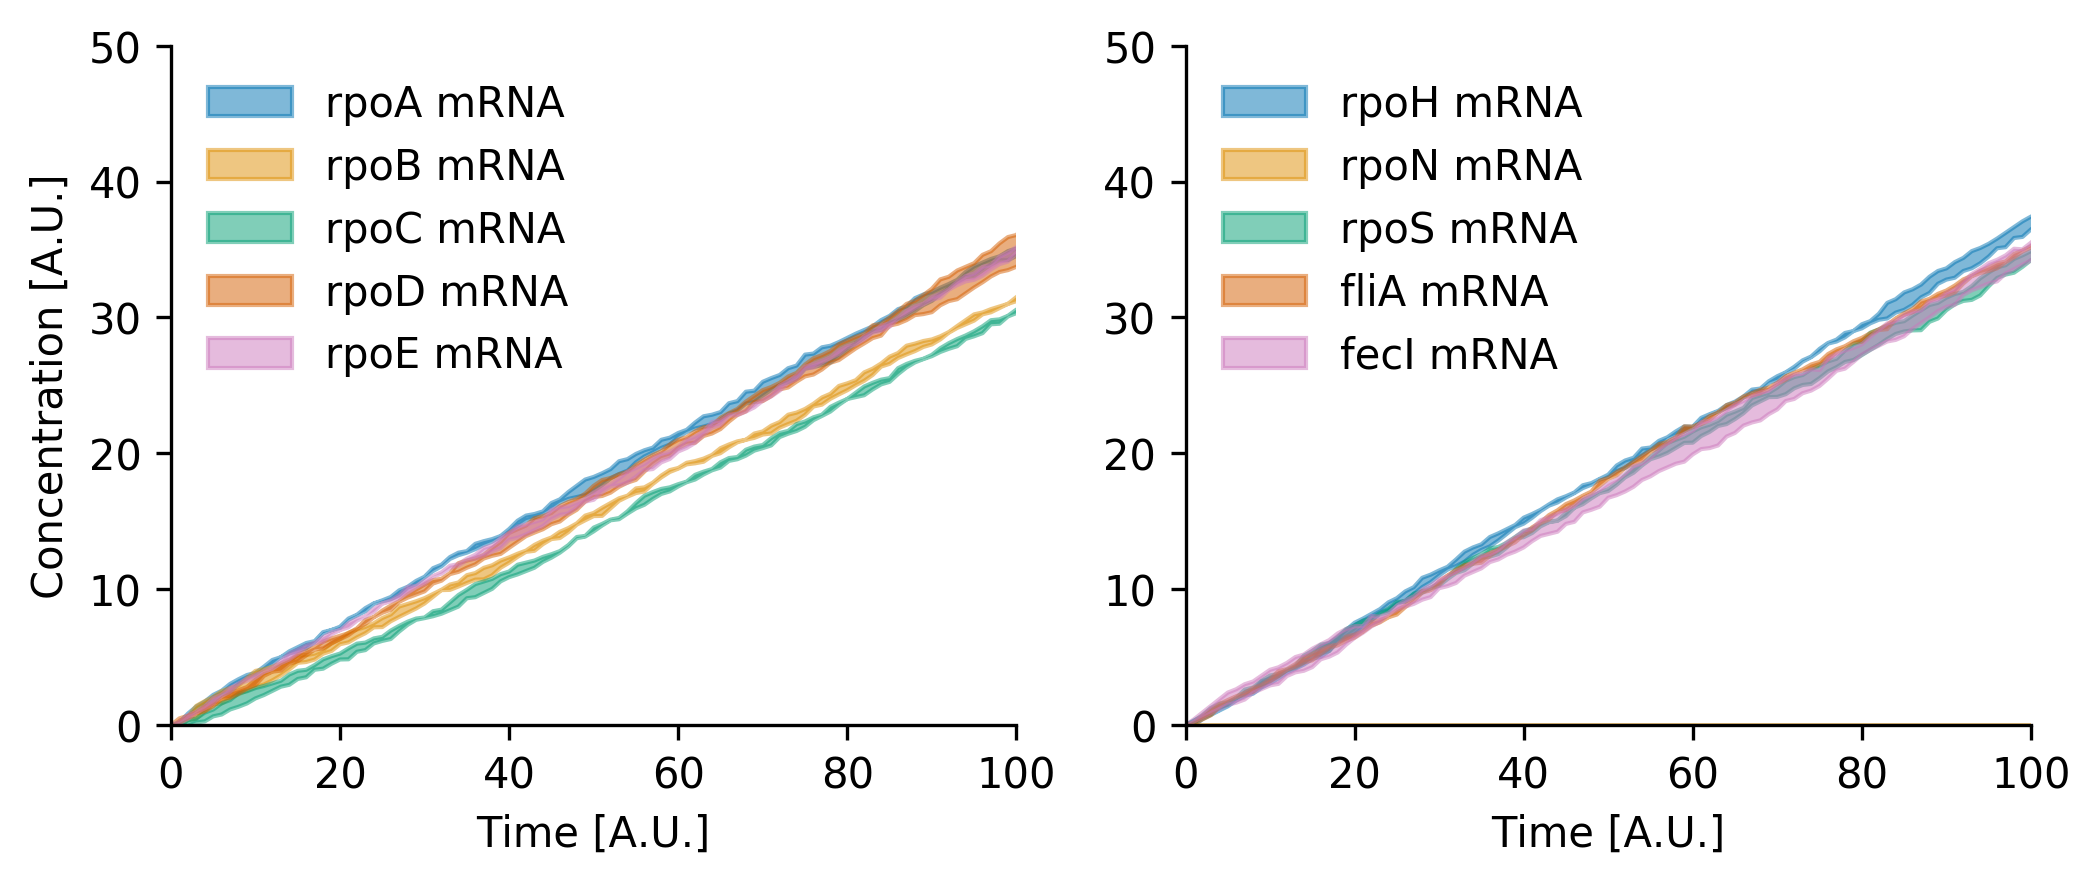 50
40
30
20
10
0
0 20 40 60 80 100
Concentration [A.U.]
Time [A.U.]
rpoA mRNA
rpoB mRNA
rpoC mRNA
rpoD mRNA
rpoE mRNA
50
40
30
20
10
0
0 20 40 60 80 100
Time [A.U.]
rpoH mRNA
rpoN mRNA
rpoS mRNA
fliA mRNA
fecI mRNA